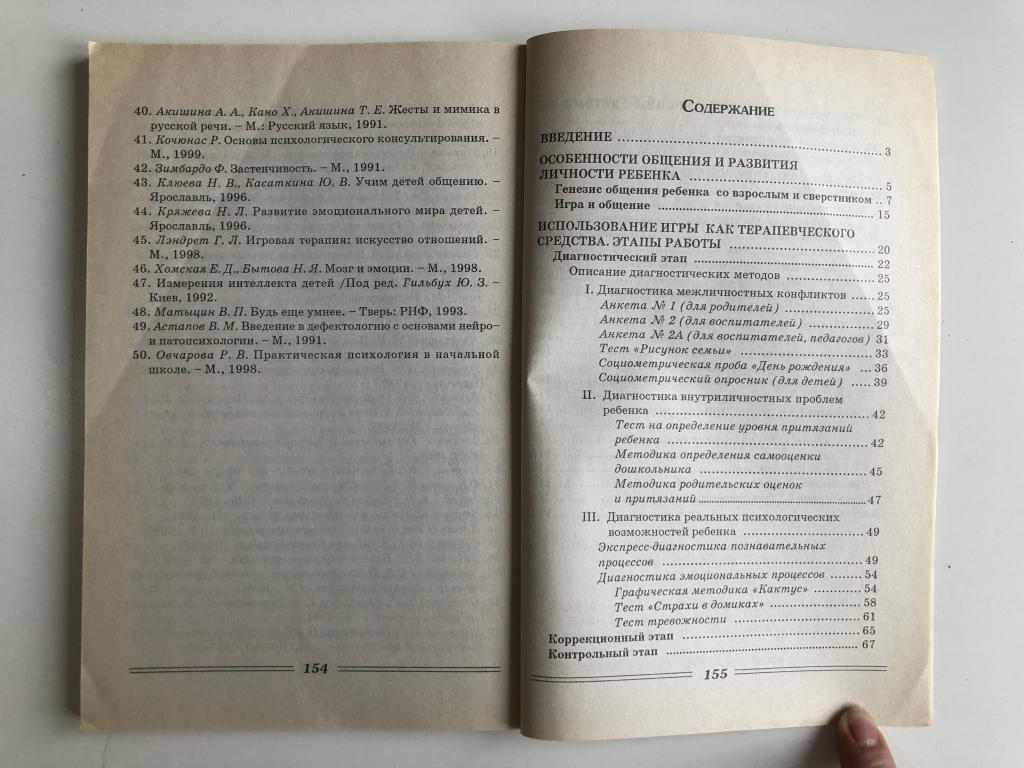 40. Акишина А. А., Кано Х., Акишина Т. Е. Жесты и мимика в
русской речи. – М.: Русский язык, 1991.
41. Кочюнас Р. Основы психологического консультирования. –
М., 1999.
42. Зимбардо Ф. Застенчивость. – М., 1991.
43. Клюева Н. В., Касаткина Ю. В. Учим детей общению. –
Ярославль, 1996.
44. Кряжева Н. Л. Развитие эмоционального мира детей. –
Ярославль, 1996.
45. Лэндрет Г. Л. Игровая терапия: искусство отношений. –
М., 1998.
46. Хомская Е. Д., Бытова Н. Я. Мозг и эмоции. – М., 1998.
47. Измерения интеллекта детей /Под ред. Гильбух Ю. З. –
Киев, 1992.
48. Матыцин В. П. Будь еще умнее. – Тверь: РНФ, 1993.
49. Астапов В. М. Введение в дефектологию с основами нейро-
и патопсихологии. – М., 1991.
50. Овчарова Р. В. Практическая психология в начальной
школе. – М., 1998.
154
СОДЕРЖАНИЕ
ВВЕДЕНИЕ ........ 3
ОСОБЕННОСТИ ОБЩЕНИЯ И РАЗВИТИЯ
ЛИЧНОСТИ РЕБЕНКА ........ 5
Генезис общения ребенка со взрослым и сверстником .. 7
Игра и общение ........ 15
ИСПОЛЬЗОВАНИЕ ИГРЫ КАК ТЕРАПЕВЧЕСКОГО
СРЕДСТВА. ЭТАПЫ РАБОТЫ ........ 20
Диагностический этап ........ 22
Описание диагностических методов ..... 25
I. Диагностика межличностных конфликтов ..... 25
Анкета № 1 (для родителей) ........ 25
Анкета № 2 (для воспитателей) ........ 29
Анкета № 2А (для воспитателей, педагогов) 31
Тест «Рисунок семьи» ........ 33
Социометрическая проба «День рождения» ... 36
Социометрический опросник (для детей) ..... 39
II. Диагностика внутриличностных проблем
ребенка ........ 42
Тест на определение уровня притязаний
ребенка ........ 42
Методика определения самооценки
дошкольника ........ 45
Методика родительских оценок
и притязаний ........ 47
III. Диагностика реальных психологических
возможностей ребенка ........ 49
Экспресс-диагностика познавательных
процессов ........ 49
Диагностика эмоциональных процессов ........ 54
Графическая методика «Кактус» ........ 54
Тест «Страхи в домиках» ........ 58
Тест тревожности ........ 61
Коррекционный этап ........ 65
Контрольный этап ........ 67
155